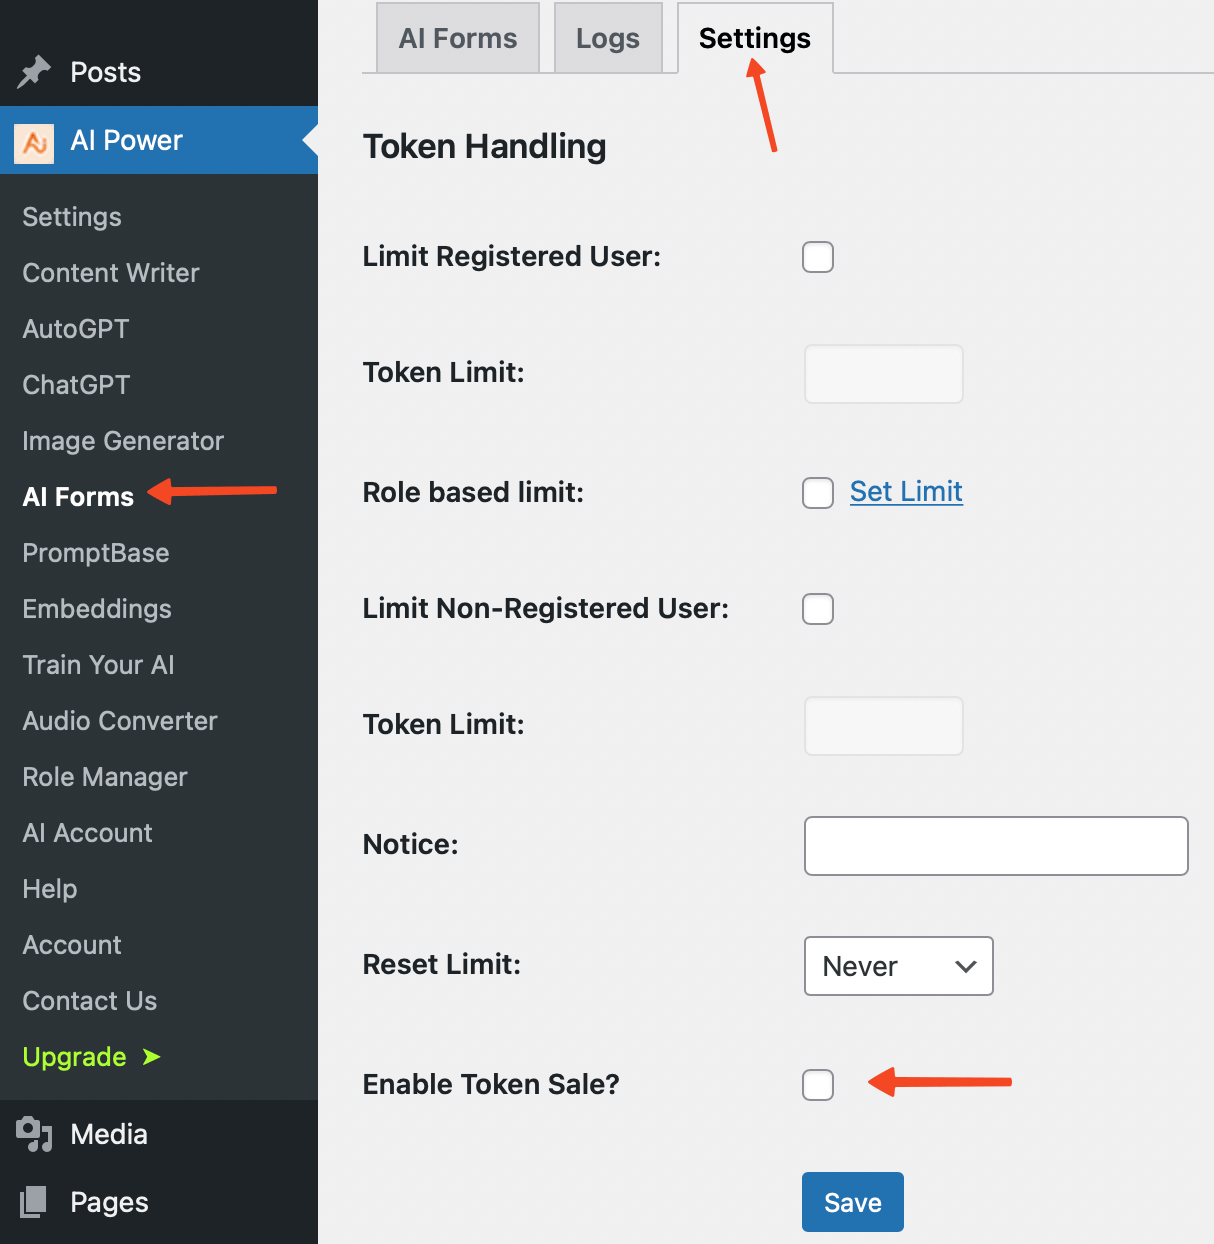 Posts
AI Power
Settings
Content Writer
AutoGPT
ChatGPT
Image Generator
AI Forms
PromptBase
Embeddings
Train Your AI
Audio Converter
Role Manager
AI Account
Help
Account
Contact Us
Upgrade ➤
Media
Pages
AI Forms
Logs
Settings
Token Handling
Limit Registered User:
Token Limit:
Role based limit: Set Limit
Limit Non-Registered User:
Token Limit:
Notice:
Reset Limit: Never
Enable Token Sale?
Save